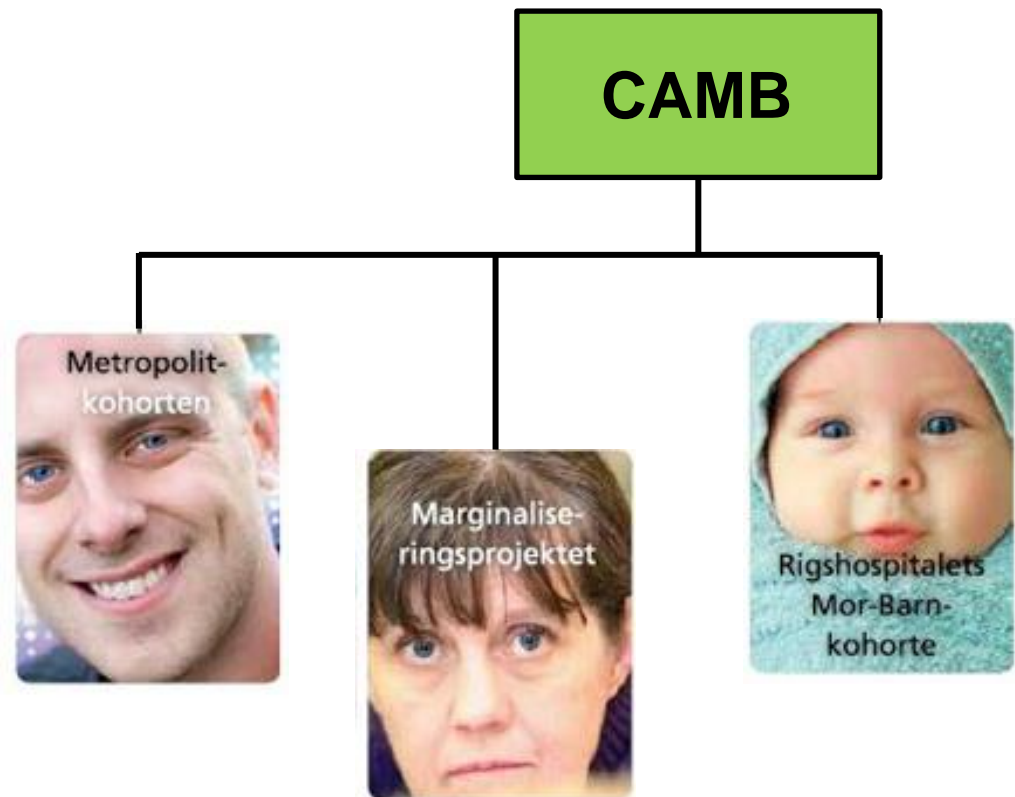 CAMB
Metropolit-
kohorten
Marginalise-
ringsprojektet
Rigshospitalets
Mor-Barn-
kohorte